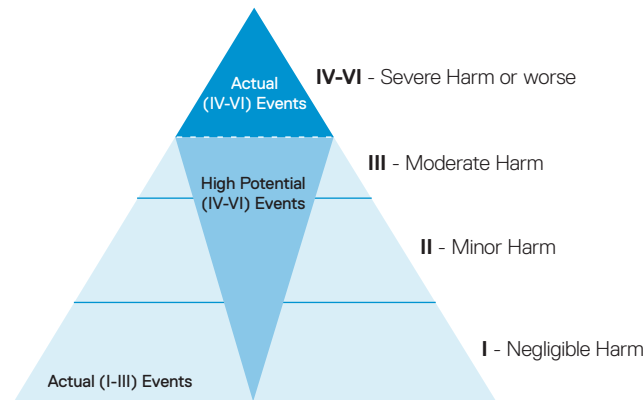 Actual
(IV-VI) Events
IV-VI - Severe Harm or worse
III - Moderate Harm
High Potential
(IV-VI) Events
II - Minor Harm
I - Negligible Harm
Actual (I-III) Events